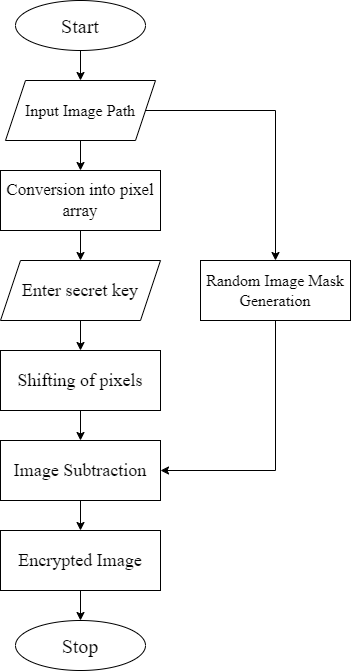 Start
Input Image Path
Conversion into pixel
array
Enter secret key
Random Image Mask
Generation
Shifting of pixels
Image Subtraction
Encrypted Image
Stop